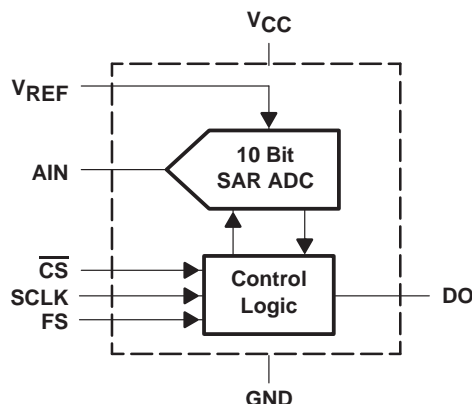 VCC
VREF
AIN
10 Bit
SAR ADC
CS
SCLK
FS
Control
Logic
DO
GND